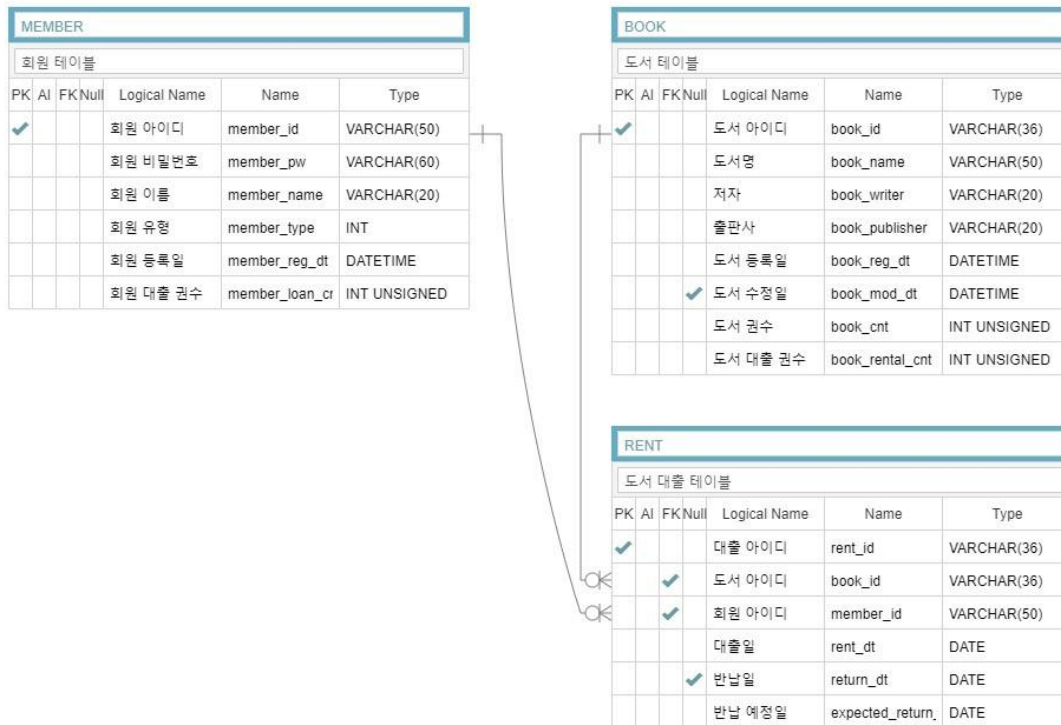 MEMBER
회원 테이블
PK AI FK Null Logical Name Name Type
회원 아이디 member_id VARCHAR(50)
회원 비밀번호 member_pw VARCHAR(60)
회원 이름 member_name VARCHAR(20)
회원 유형 member_type INT
회원 등록일 member_reg_dt DATETIME
회원 대출 권수 member_loan_cr INT UNSIGNED
BOOK
도서 테이블
PK AI FK Null Logical Name Name Type
도서 아이디 book_id VARCHAR(36)
도서명 book_name VARCHAR(50)
저자 book_writer VARCHAR(20)
출판사 book_publisher VARCHAR(20)
도서 등록일 book_reg_dt DATETIME
도서 수정일 book_mod_dt DATETIME
도서 권수 book_cnt INT UNSIGNED
도서 대출 권수 book_rental_cnt INT UNSIGNED
RENT
도서 대출 테이블
PK AI FK Null Logical Name Name Type
대출 아이디 rent_id VARCHAR(36)
도서 아이디 book_id VARCHAR(36)
회원 아이디 member_id VARCHAR(50)
대출일 rent_dt DATE
반납일 return_dt DATE
반납 예정일 expected_return_ DATE